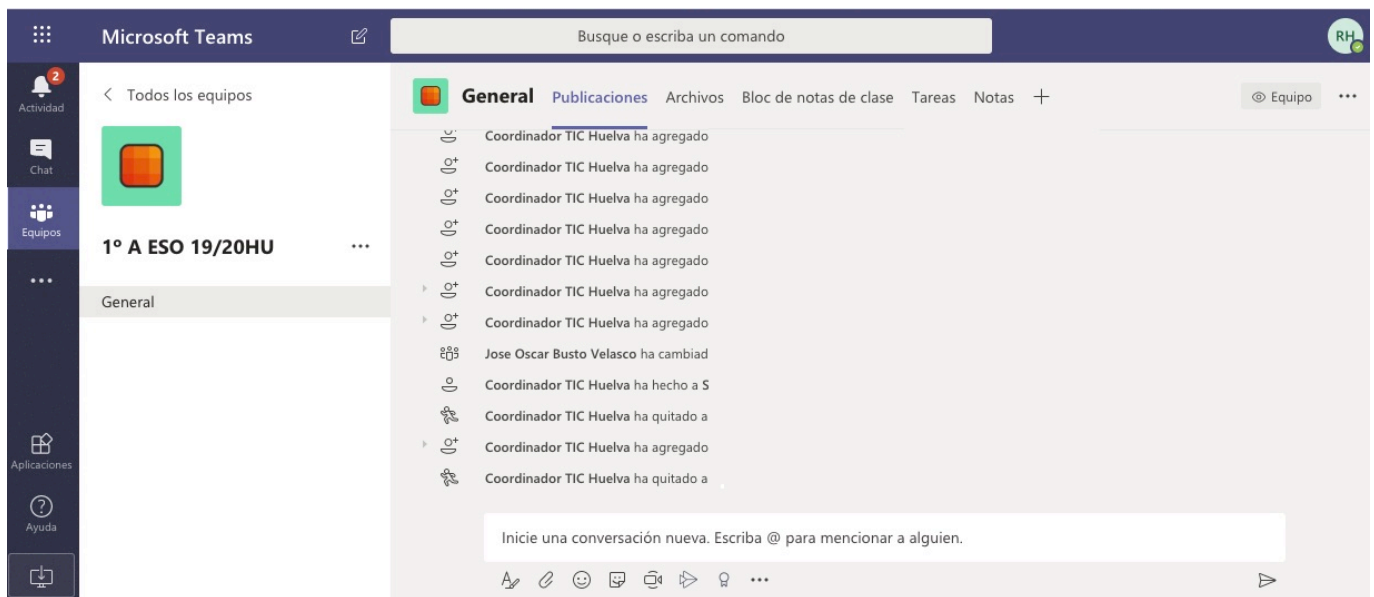 Microsoft Teams
Busque o escriba un comando
RH
2
Actividad
Chat
Equipos
Aplicaciones
Ayuda
Todos los equipos
1º A ESO 19/20HU
General
General Publicaciones Archivos Bloc de notas de clase Tareas Notas
Equipo
Coordinador TIC Huelva ha agregado
Coordinador TIC Huelva ha agregado
Coordinador TIC Huelva ha agregado
Coordinador TIC Huelva ha agregado
Coordinador TIC Huelva ha agregado
Coordinador TIC Huelva ha agregado
Coordinador TIC Huelva ha agregado
Jose Oscar Busto Velasco ha cambiad
Coordinador TIC Huelva ha hecho a S
Coordinador TIC Huelva ha quitado a
Coordinador TIC Huelva ha agregado
Coordinador TIC Huelva ha quitado a
Inicie una conversación nueva. Escriba @ para mencionar a alguien.